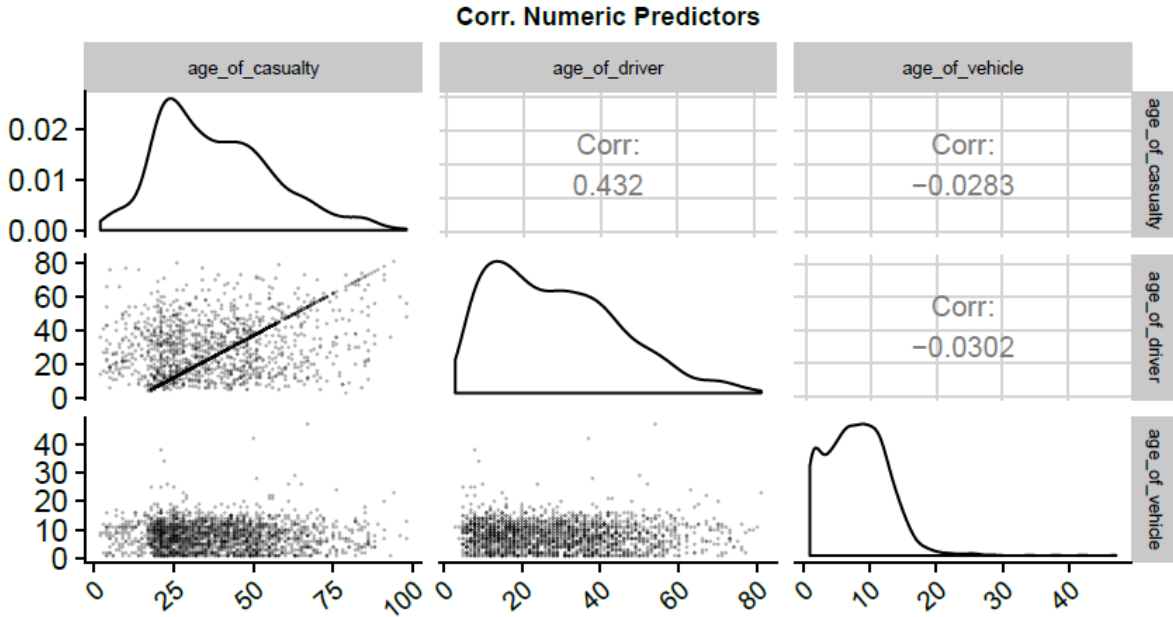 Corr. Numeric Predictors
age_of_casualty
age_of_driver
age_of_vehicle
0.02
0.01
0.00
Corr:
0.432
Corr:
−0.0283
age_of_casualty
80
60
40
20
0
Corr:
−0.0302
age_of_driver
40
30
20
10
0
age_of_vehicle
0 25 50 75 100
0 20 40 60 80
0 10 20 30 40